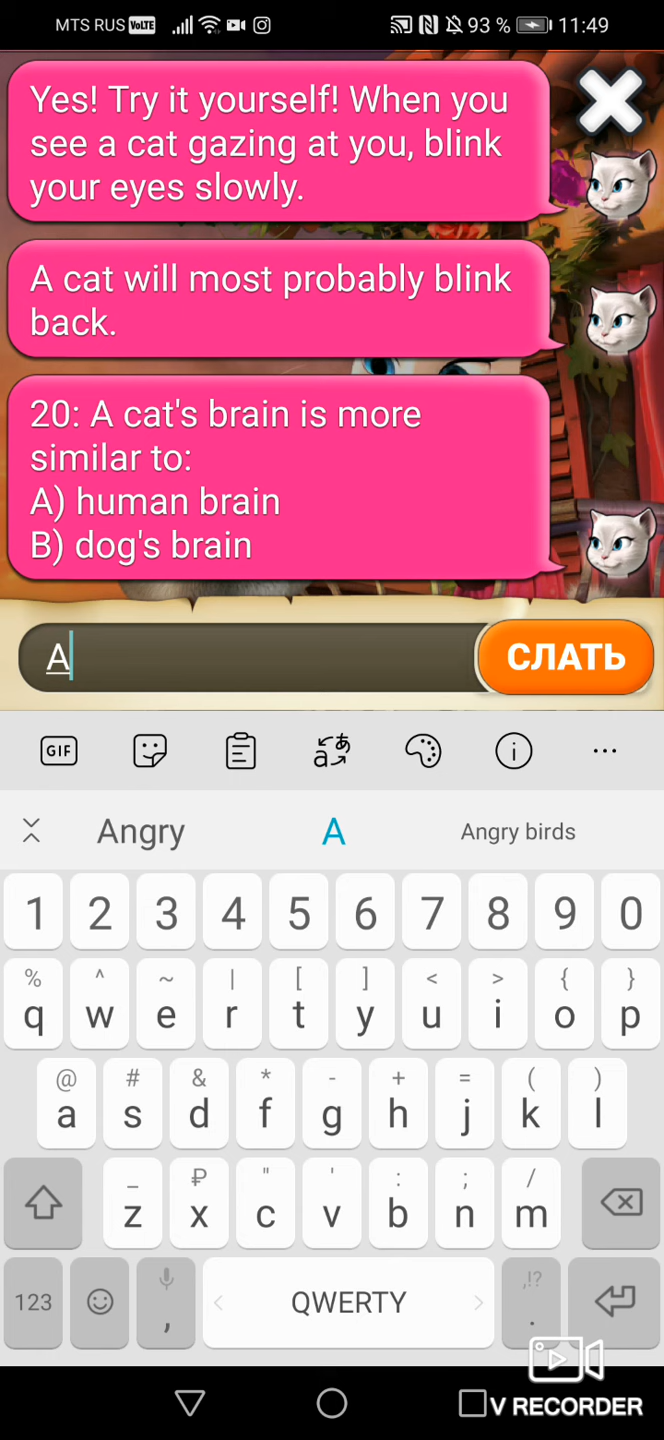 MTS RUS VoLTE 93 % 11:49
Yes! Try it yourself! When you
see a cat gazing at you, blink
your eyes slowly.
A cat will most probably blink
back.
20: A cat's brain is more
similar to:
A) human brain
B) dog's brain
A
СЛАТЬ
GIF
Angry A Angry birds
1 2 3 4 5 6 7 8 9 0
% ^ ~ | [ ] < > { }
q w e r t y u i o p
@ # & * - + = ( )
a s d f g h j k l
_ ₽ " ' : ; /
z x c v b n m
,!?
123 , QWERTY .
V RECORDER